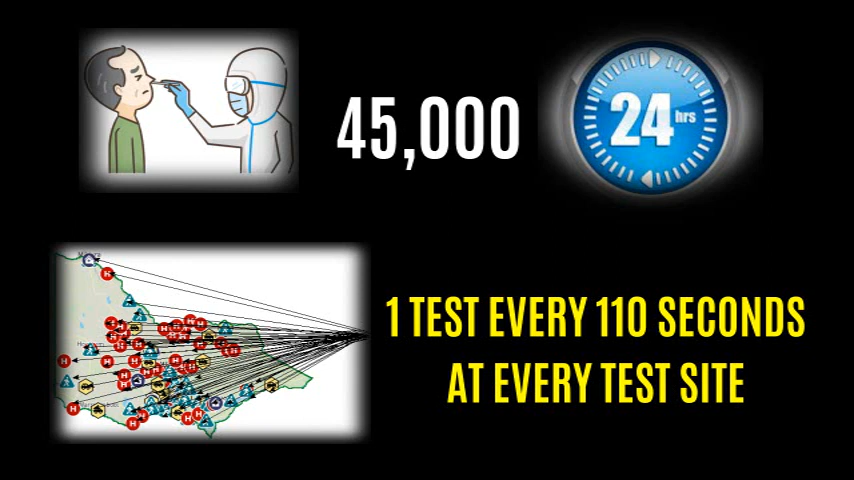 45,000
24 hrs
1 TEST EVERY 110 SECONDS
AT EVERY TEST SITE